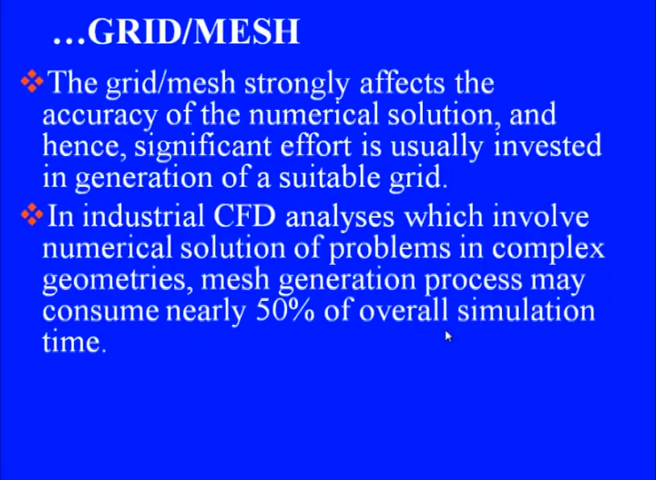 ...GRID/MESH
The grid/mesh strongly affects the
accuracy of the numerical solution, and
hence, significant effort is usually invested
in generation of a suitable grid.
In industrial CFD analyses which involve
numerical solution of problems in complex
geometries, mesh generation process may
consume nearly 50% of overall simulation
time.